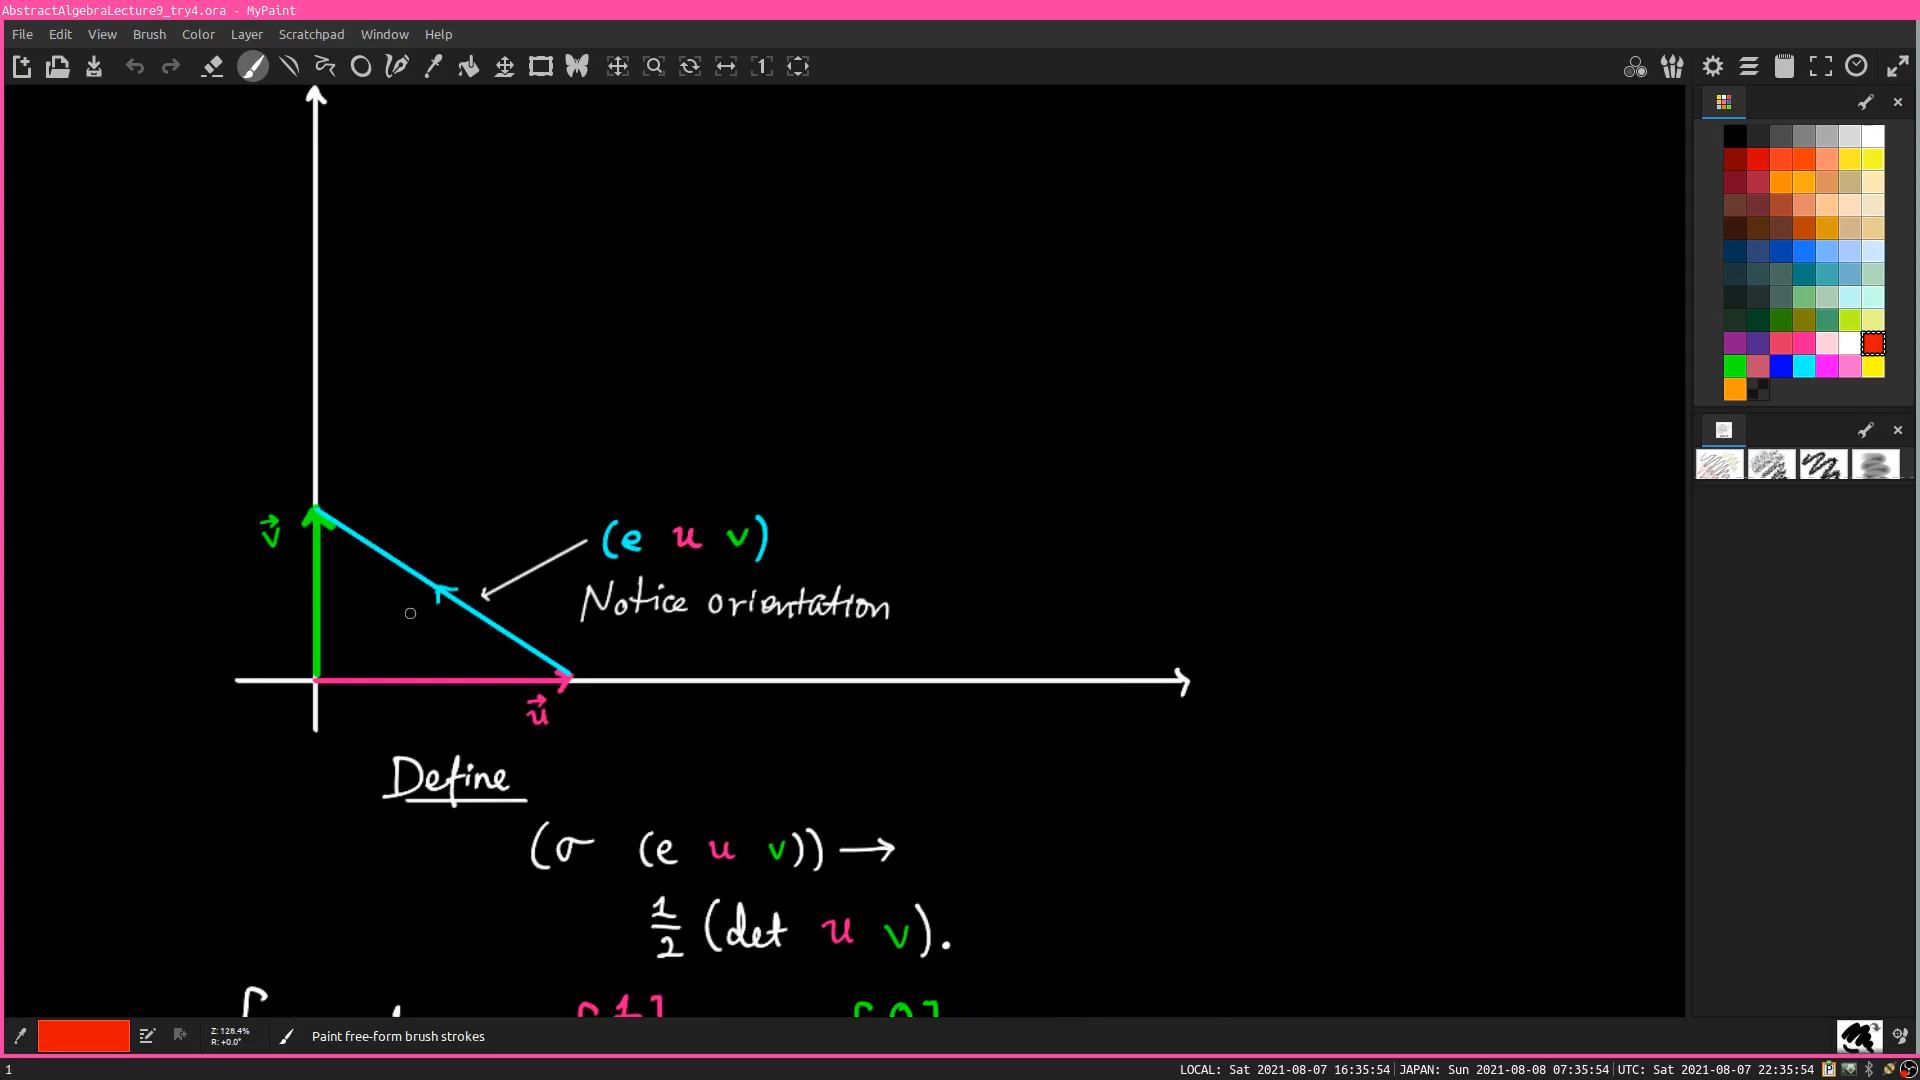 AbstractAlgebraLecture9_try4.ora - MyPaint
File Edit View Brush Color Layer Scratchpad Window Help
v⃗
(e u v)
Notice orientation
u⃗
Define
(σ (e u v)) →
1/2 (det u v).
Z: 128.4%
R: +0.0°
Paint free-form brush strokes
1
LOCAL: Sat 2021-08-07 16:35:54 | JAPAN: Sun 2021-08-08 07:35:54 | UTC: Sat 2021-08-07 22:35:54